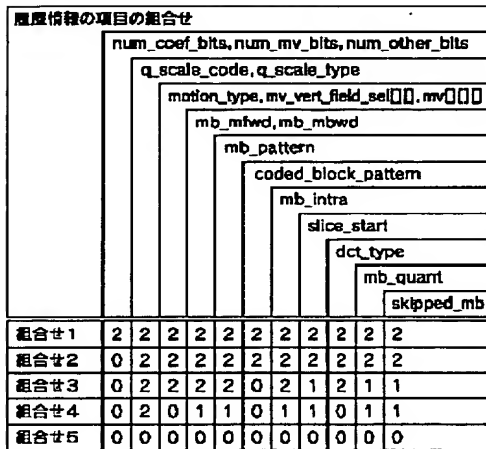 履歴情報の項目の組合せ
num_coef_bits,num_mv_bits,num_other_bits
q_scale_code,q_scale_type
motion_type,mv_vert_field_sel[][],mv[][][]
mb_mfwd,mb_mbwd
mb_pattern
coded_block_pattern
mb_intra
slice_start
dct_type
mb_quant
skipped_mb
組合せ1 2 2 2 2 2 2 2 2 2 2 2
組合せ2 0 2 2 2 2 2 2 2 2 2 2
組合せ3 0 2 2 2 2 0 2 1 2 1 1
組合せ4 0 2 0 1 1 0 1 1 0 1 1
組合せ5 0 0 0 0 0 0 0 0 0 0 0